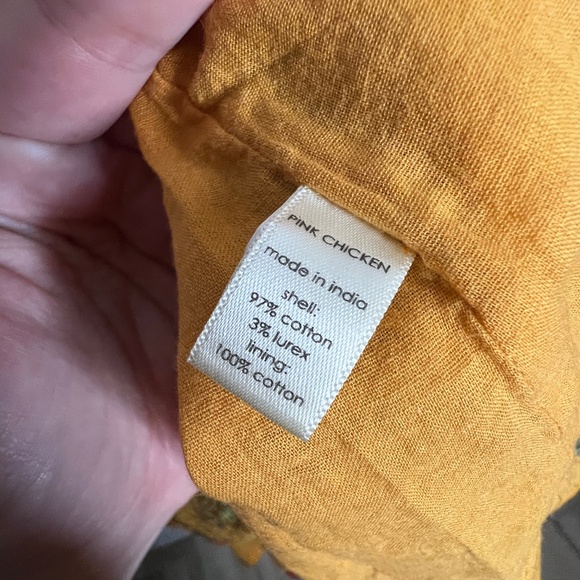 PINK CHICKEN
made in india
shell:
97% cotton
3% lurex
lining:
100% cotton